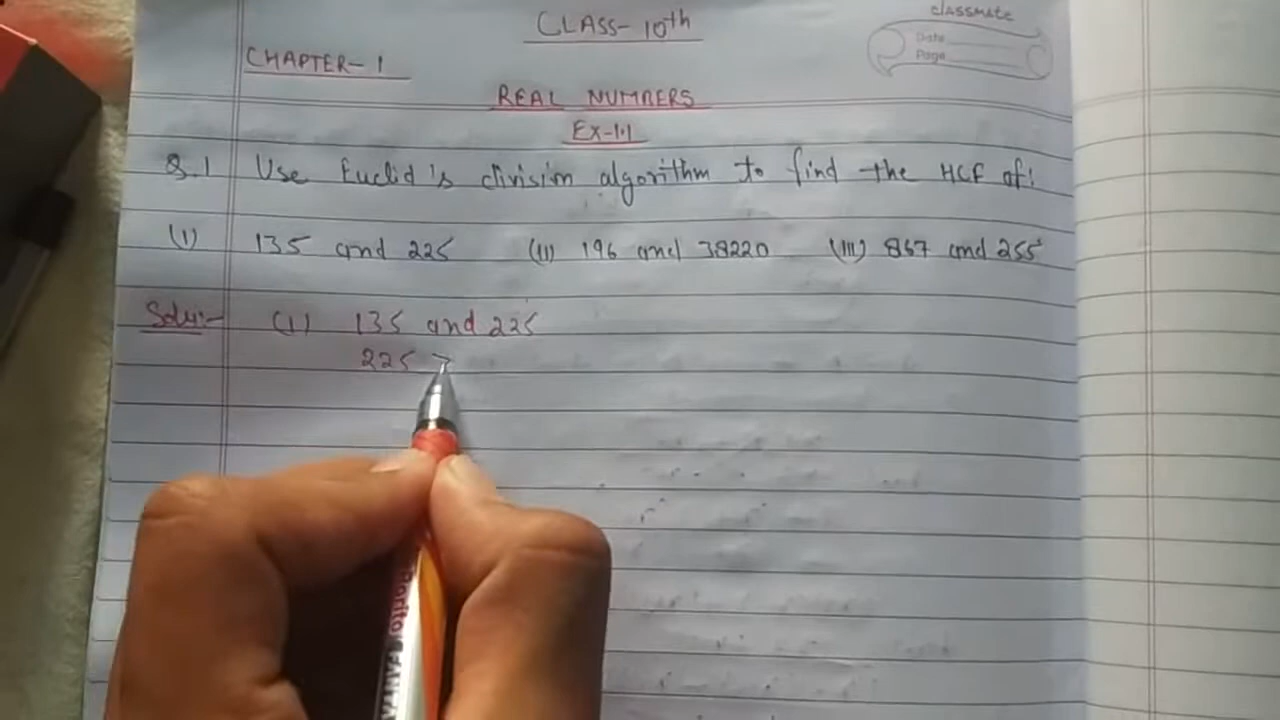 CLASS- 10th
classmate
Date
Page
CHAPTER- 1
REAL NUMBERS
Ex-1.1
Q.1 Use Euclid's division algorithm to find the HCF of:
(I) 135 and 225 (II) 196 and 38220 (III) 867 and 255
Soln:- (I) 135 and 225
225 >